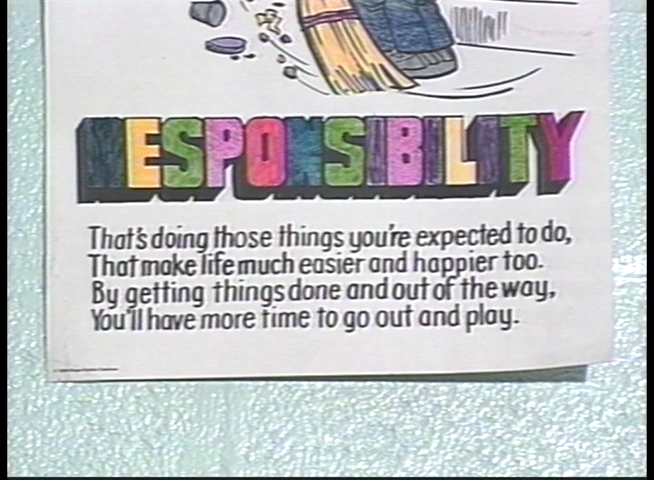 RESPONSIBILITY
That's doing those things you're expected to do,
That make life much easier and happier too.
By getting things done and out of the way,
You'll have more time to go out and play.